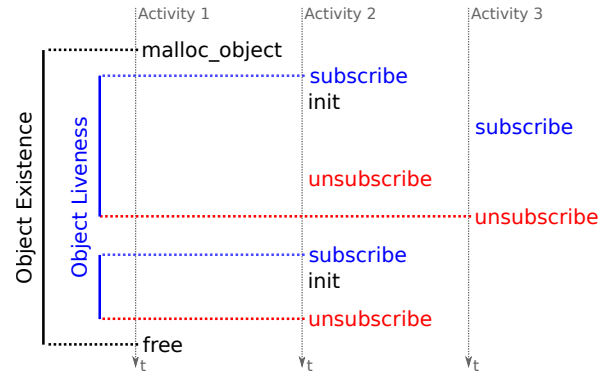 Activity 1
Activity 2
Activity 3
malloc_object
subscribe
init
subscribe
unsubscribe
unsubscribe
subscribe
init
unsubscribe
free
Object Existence
Object Liveness
t
t
t